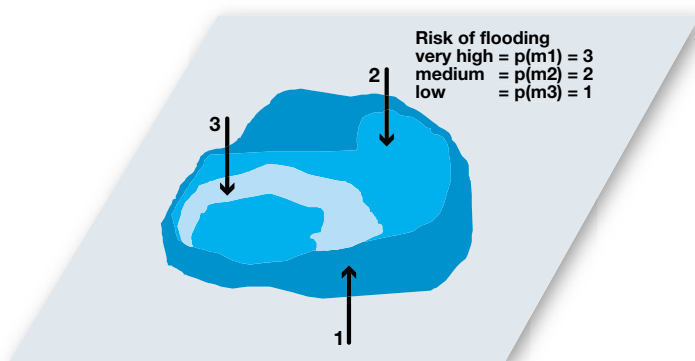 Risk of flooding
very high = p(m1) = 3
medium = p(m2) = 2
low = p(m3) = 1
2
3
1